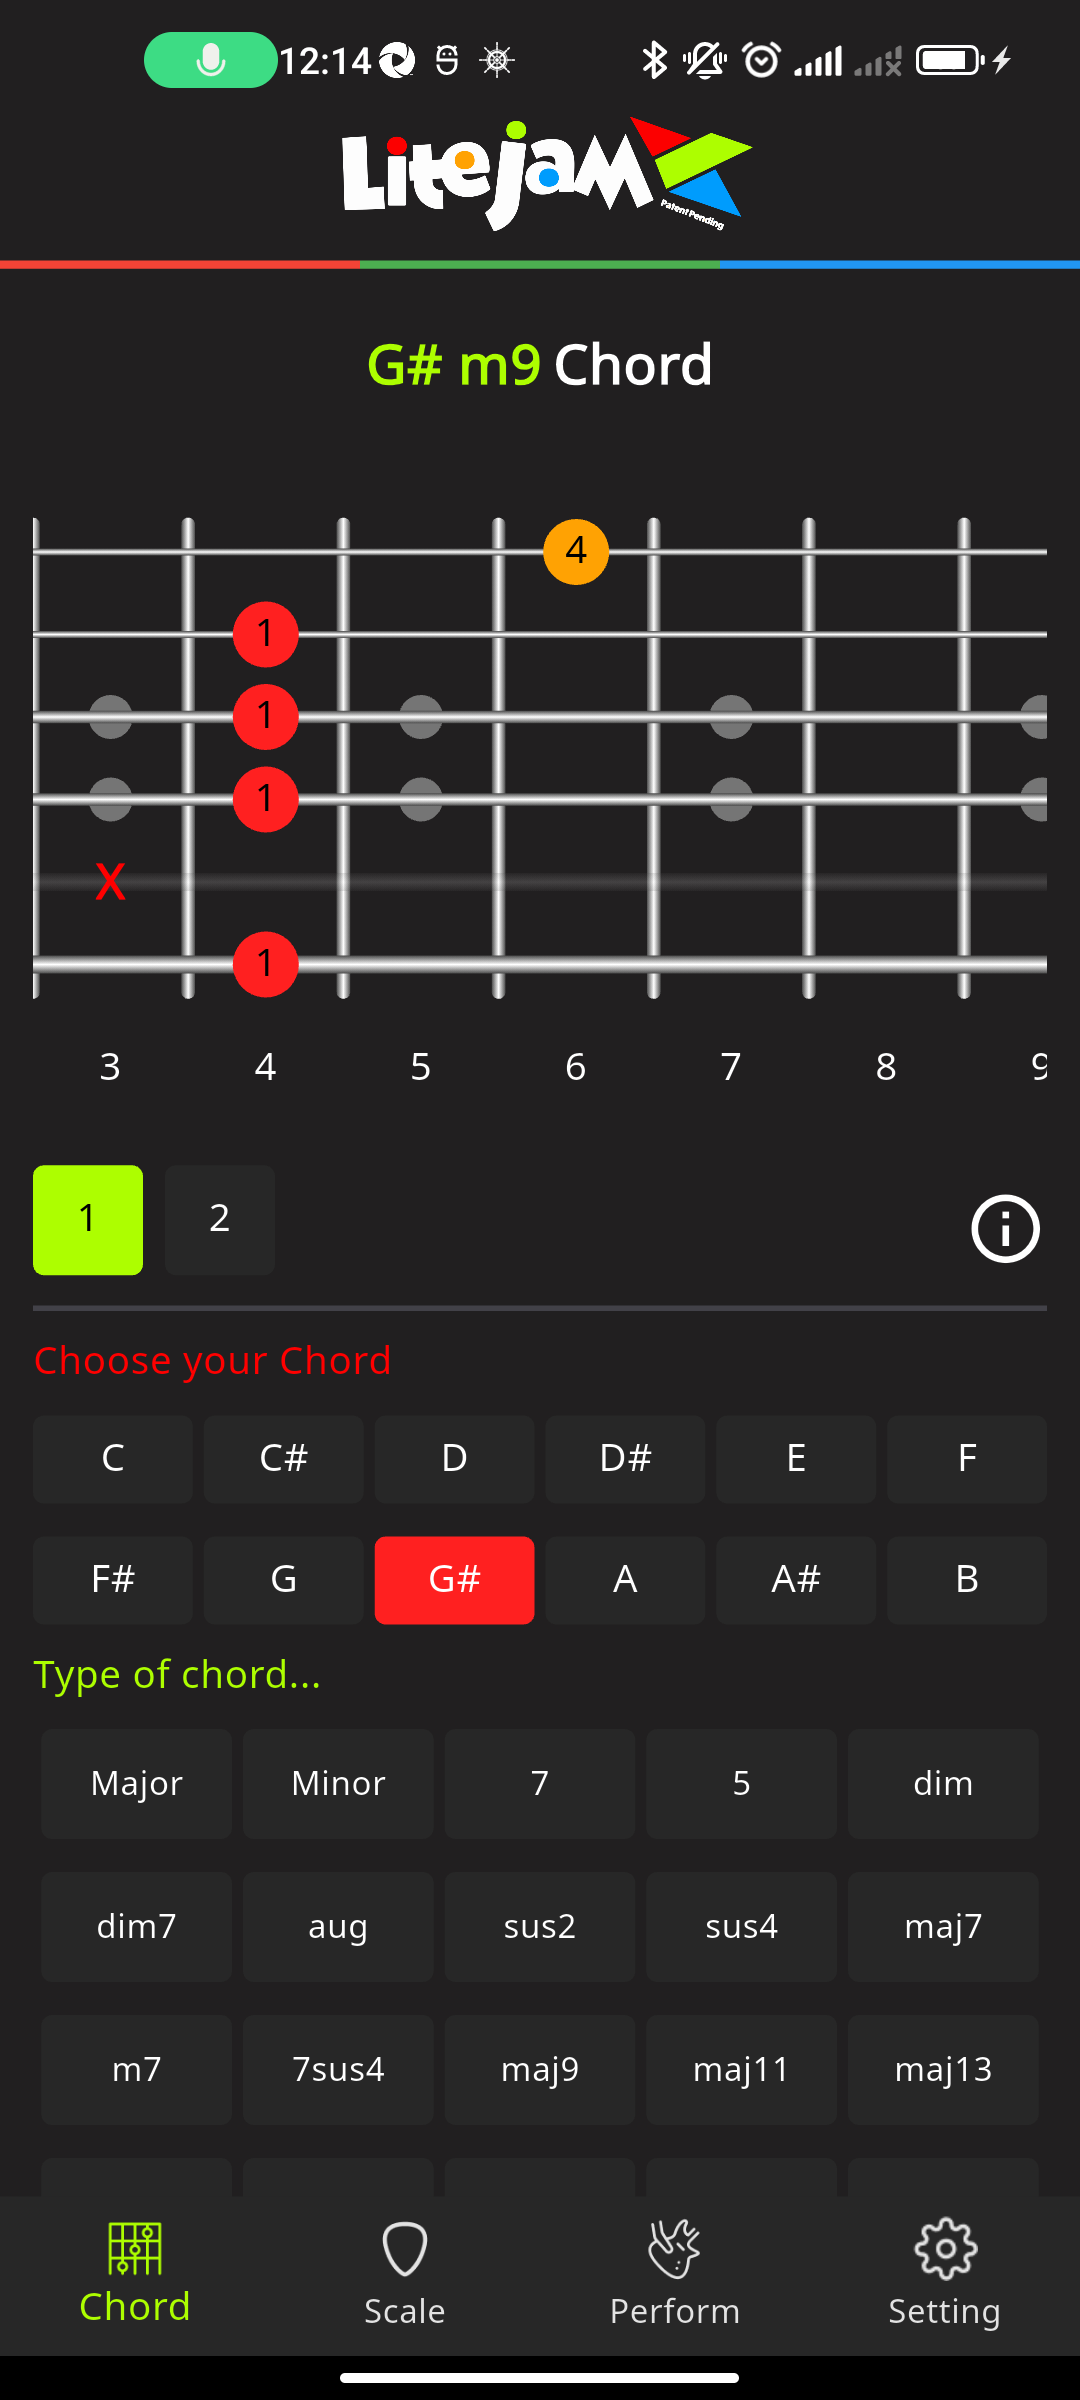 12:14
Litejam
Patent Pending
G# m9 Chord
4
1
1
1
X
1
3 4 5 6 7 8 9
1 2
Choose your Chord
C C# D D# E F
F# G G# A A# B
Type of chord...
Major Minor 7 5 dim
dim7 aug sus2 sus4 maj7
m7 7sus4 maj9 maj11 maj13
Chord Scale Perform Setting